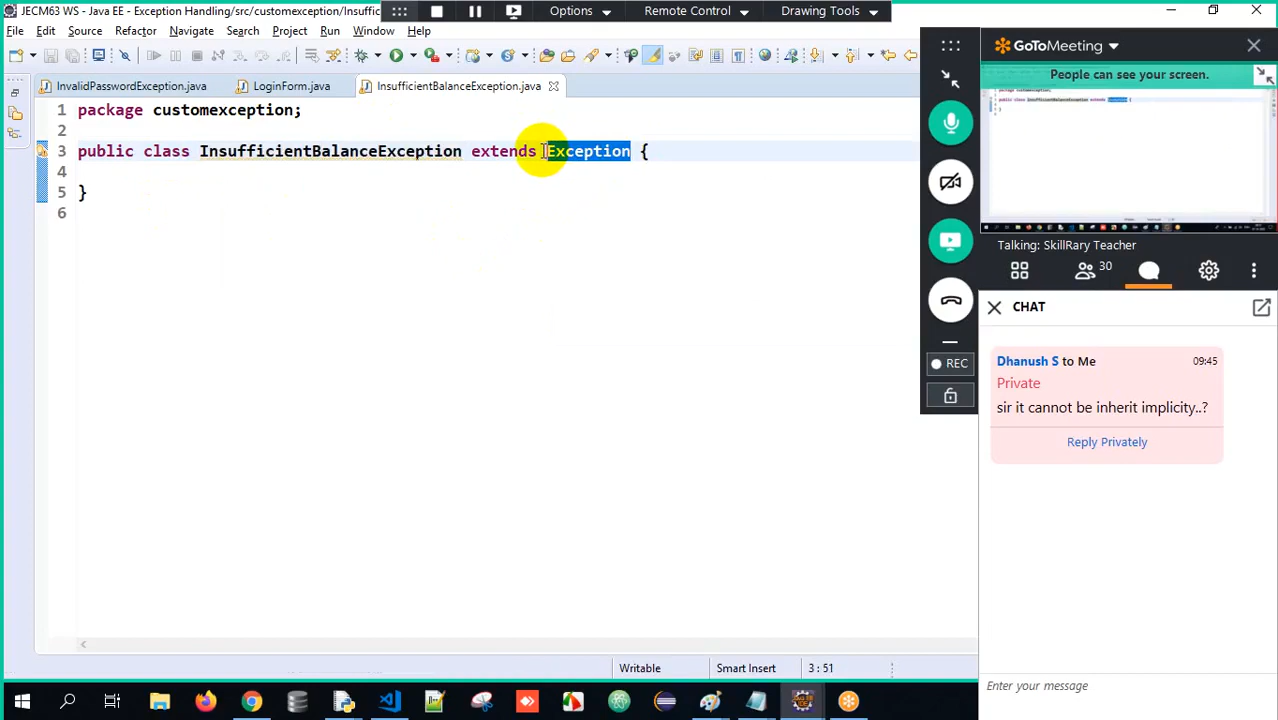 JECM63 WS - Java EE - Exception Handling/src/customexception/Insuffic
Options
Remote Control
Drawing Tools
File Edit Source Refactor Navigate Search Project Run Window Help
InvalidPasswordException.java
LoginForm.java
InsufficientBalanceException.java
1 package customexception;
2
3 public class InsufficientBalanceException extends Exception {
4
5 }
6
Writable
Smart Insert
3 : 51
GoToMeeting
People can see your screen.
Talking: SkillRary Teacher
30
REC
CHAT
Dhanush S to Me 09:45
Private
sir it cannot be inherit implicity..?
Reply Privately
Enter your message